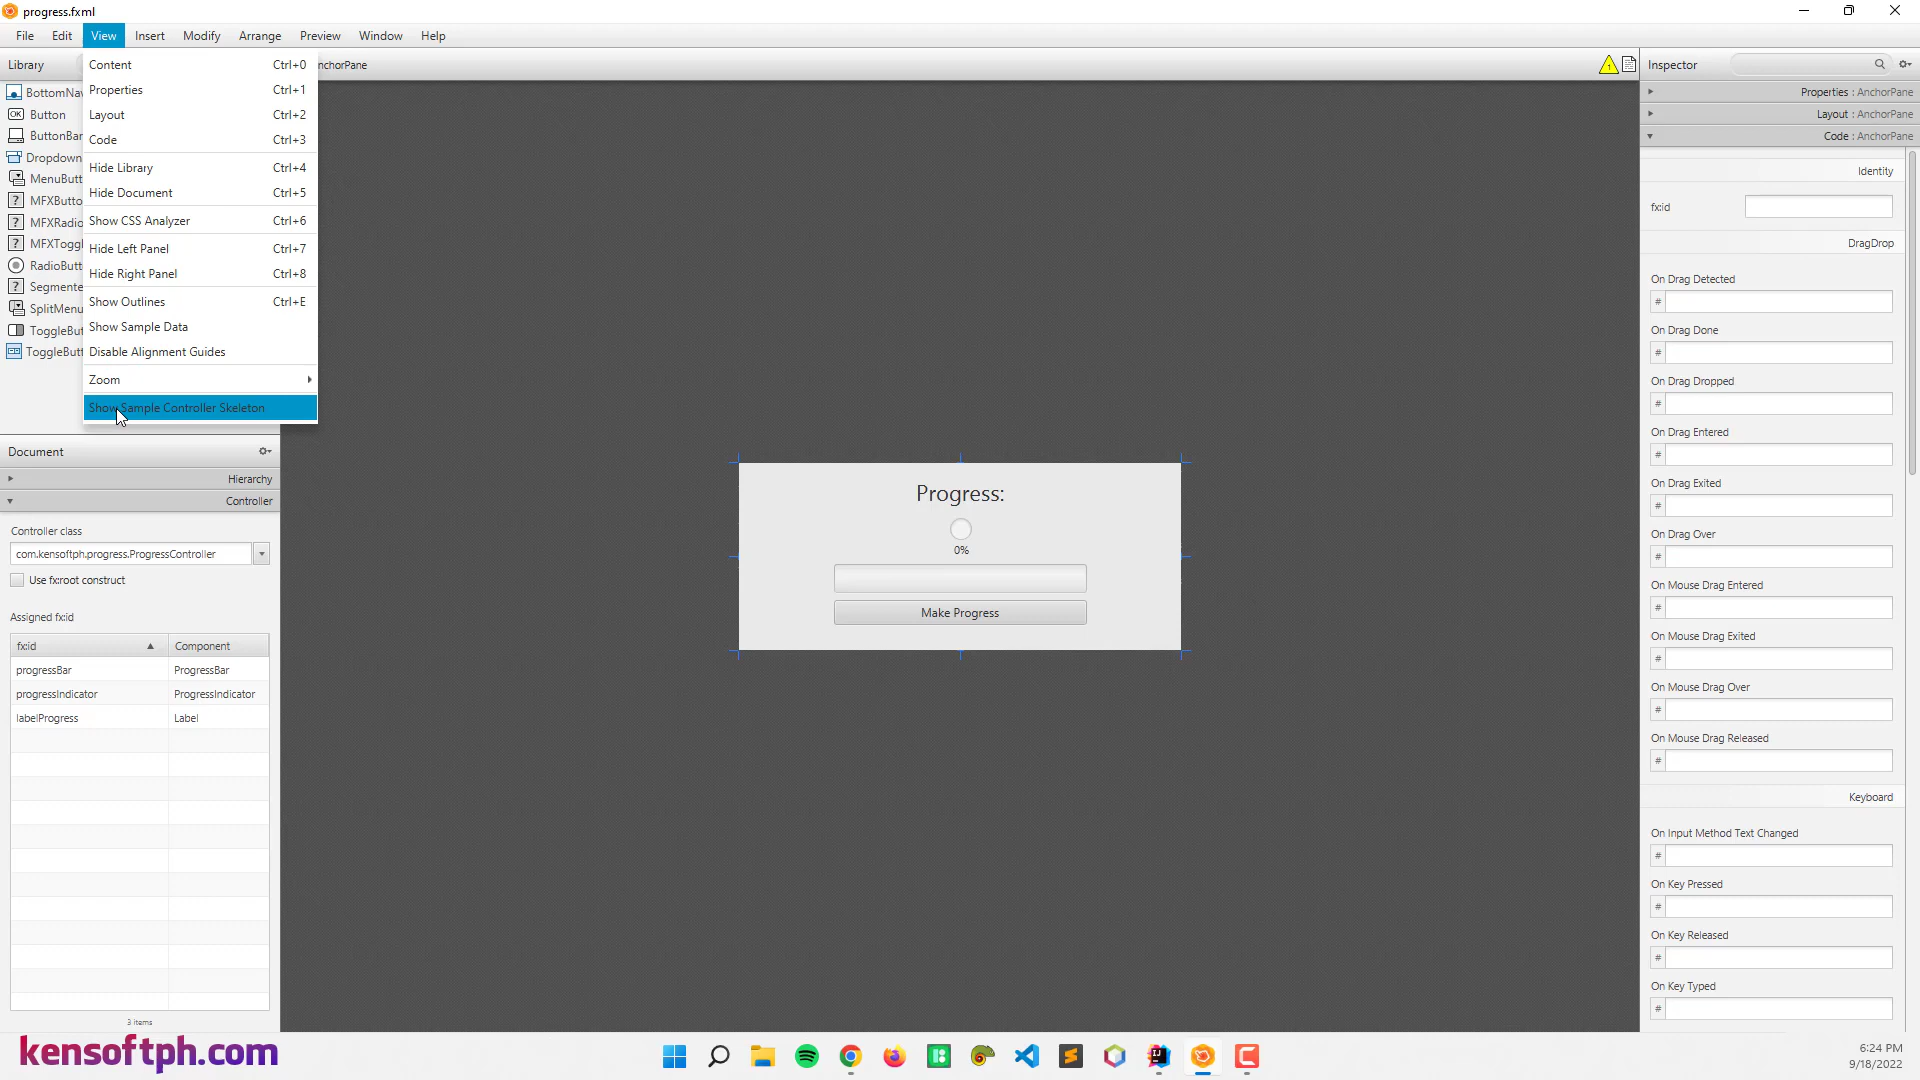 progress.fxml
File Edit View Insert Modify Arrange Preview Window Help
Library
nchorPane
BottomNav
Button
ButtonBar
Dropdown
MenuButt
MFXButto
MFXRadio
MFXToggl
RadioButt
Segmente
SplitMenu
ToggleBut
ToggleButt
Content Ctrl+0
Properties Ctrl+1
Layout Ctrl+2
Code Ctrl+3
Hide Library Ctrl+4
Hide Document Ctrl+5
Show CSS Analyzer Ctrl+6
Hide Left Panel Ctrl+7
Hide Right Panel Ctrl+8
Show Outlines Ctrl+E
Show Sample Data
Disable Alignment Guides
Zoom
Show Sample Controller Skeleton
Document
Hierarchy
Controller
Controller class
com.kensoftph.progress.ProgressController
Use fx:root construct
Assigned fx:id
fx:id Component
progressBar ProgressBar
progressIndicator ProgressIndicator
labelProgress Label
3 items
Progress:
0%
Make Progress
Inspector
Properties : AnchorPane
Layout : AnchorPane
Code : AnchorPane
Identity
fx:id
DragDrop
On Drag Detected
#
On Drag Done
#
On Drag Dropped
#
On Drag Entered
#
On Drag Exited
#
On Drag Over
#
On Mouse Drag Entered
#
On Mouse Drag Exited
#
On Mouse Drag Over
#
On Mouse Drag Released
#
Keyboard
On Input Method Text Changed
#
On Key Pressed
#
On Key Released
#
On Key Typed
#
kensoftph.com
6:24 PM
9/18/2022